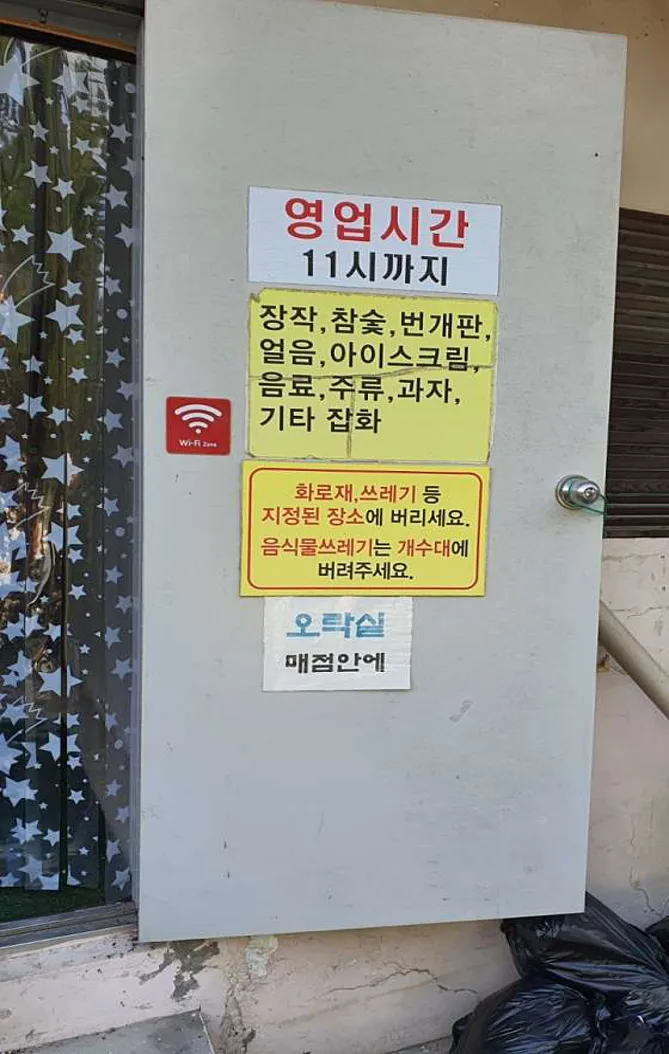 영업시간
11시까지
장작,참숯,번개판,
얼음,아이스크림,
음료,주류,과자,
기타 잡화
Wi-Fi Zone
화로재,쓰레기 등
지정된 장소에 버리세요.
음식물쓰레기는 개수대에
버려주세요.
오락실
매점안에